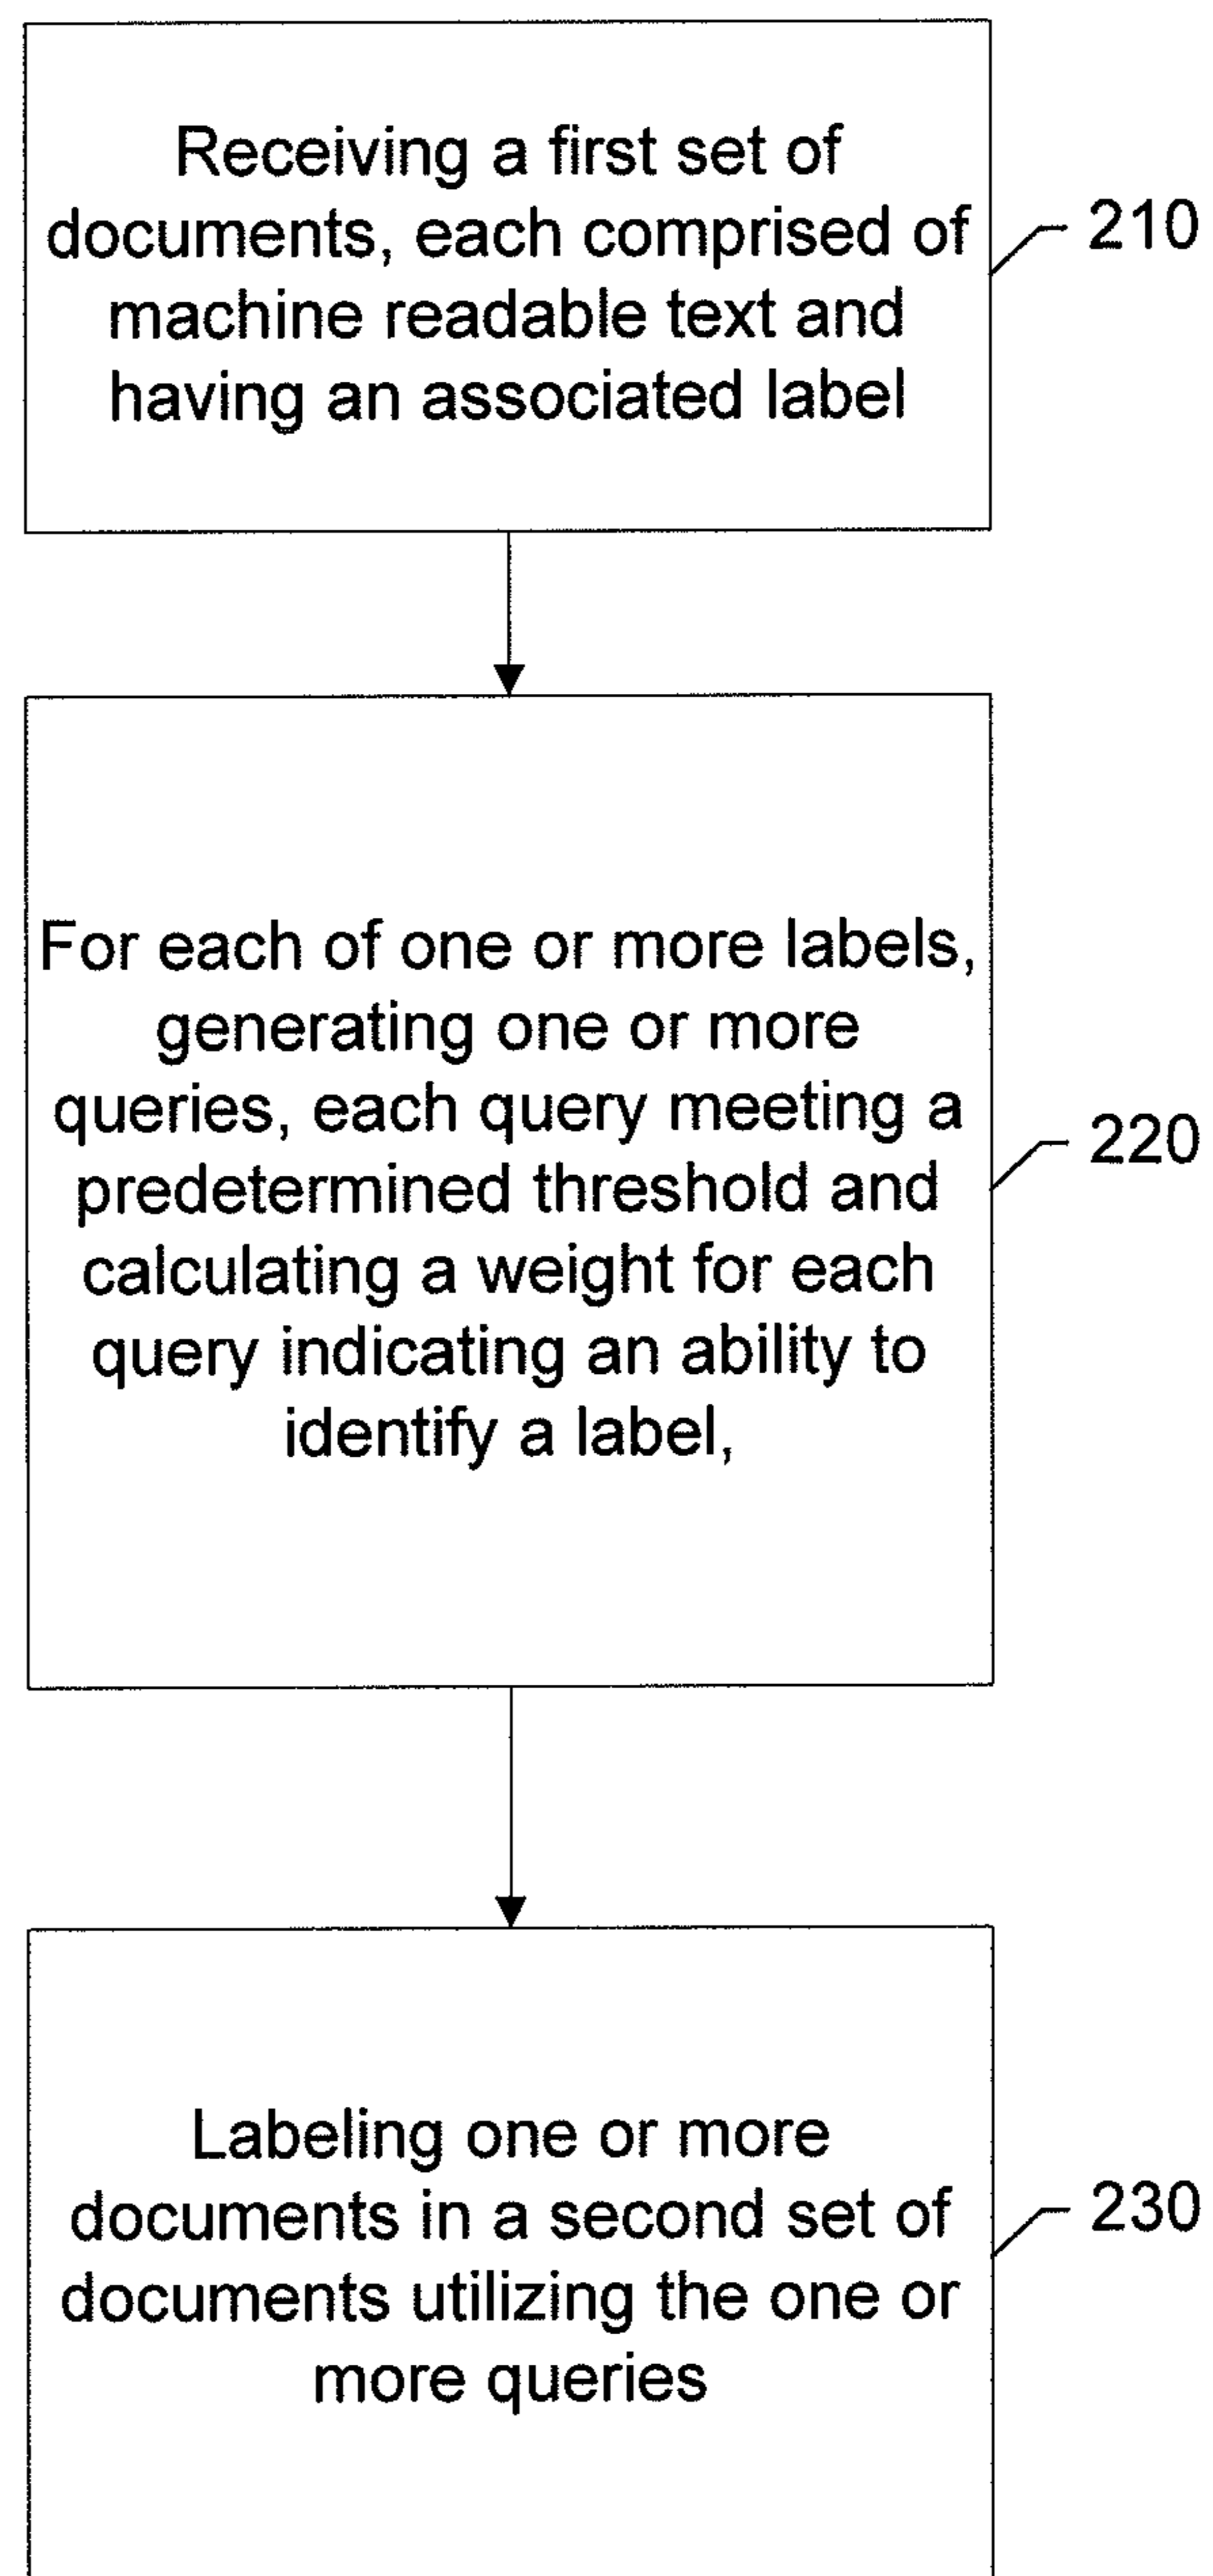 Receiving a first set of
documents, each comprised of
machine readable text and
having an associated label
210
For each of one or more labels,
generating one or more
queries, each query meeting a
predetermined threshold and
calculating a weight for each
query indicating an ability to
identify a label,
220
Labeling one or more
documents in a second set of
documents utilizing the one or
more queries
230